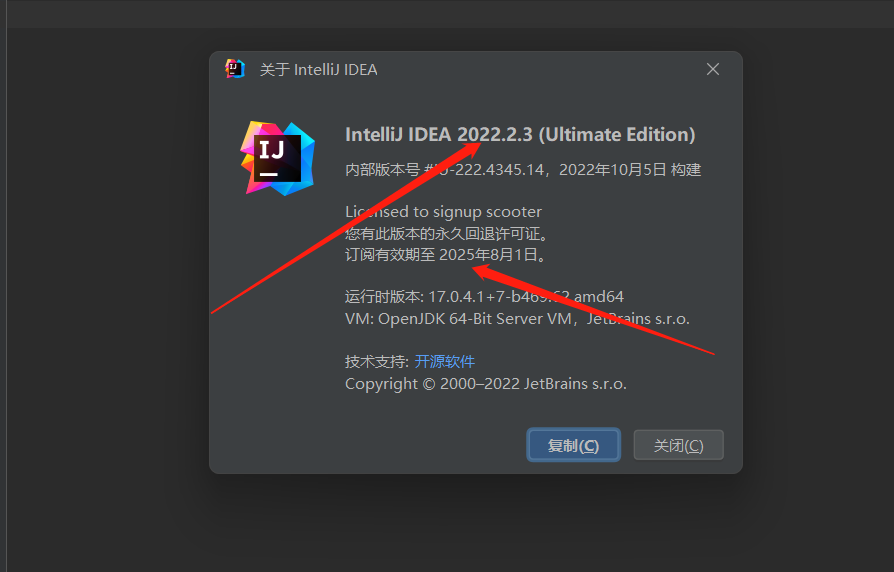 关于 IntelliJ IDEA
IJ
IntelliJ IDEA 2022.2.3 (Ultimate Edition)
内部版本号 #IU-222.4345.14，2022年10月5日 构建
Licensed to signup scooter
您有此版本的永久回退许可证。
订阅有效期至 2025年8月1日。
运行时版本: 17.0.4.1+7-b469.62 amd64
VM: OpenJDK 64-Bit Server VM，JetBrains s.r.o.
技术支持: 开源软件
Copyright © 2000–2022 JetBrains s.r.o.
复制(C) 关闭(C)